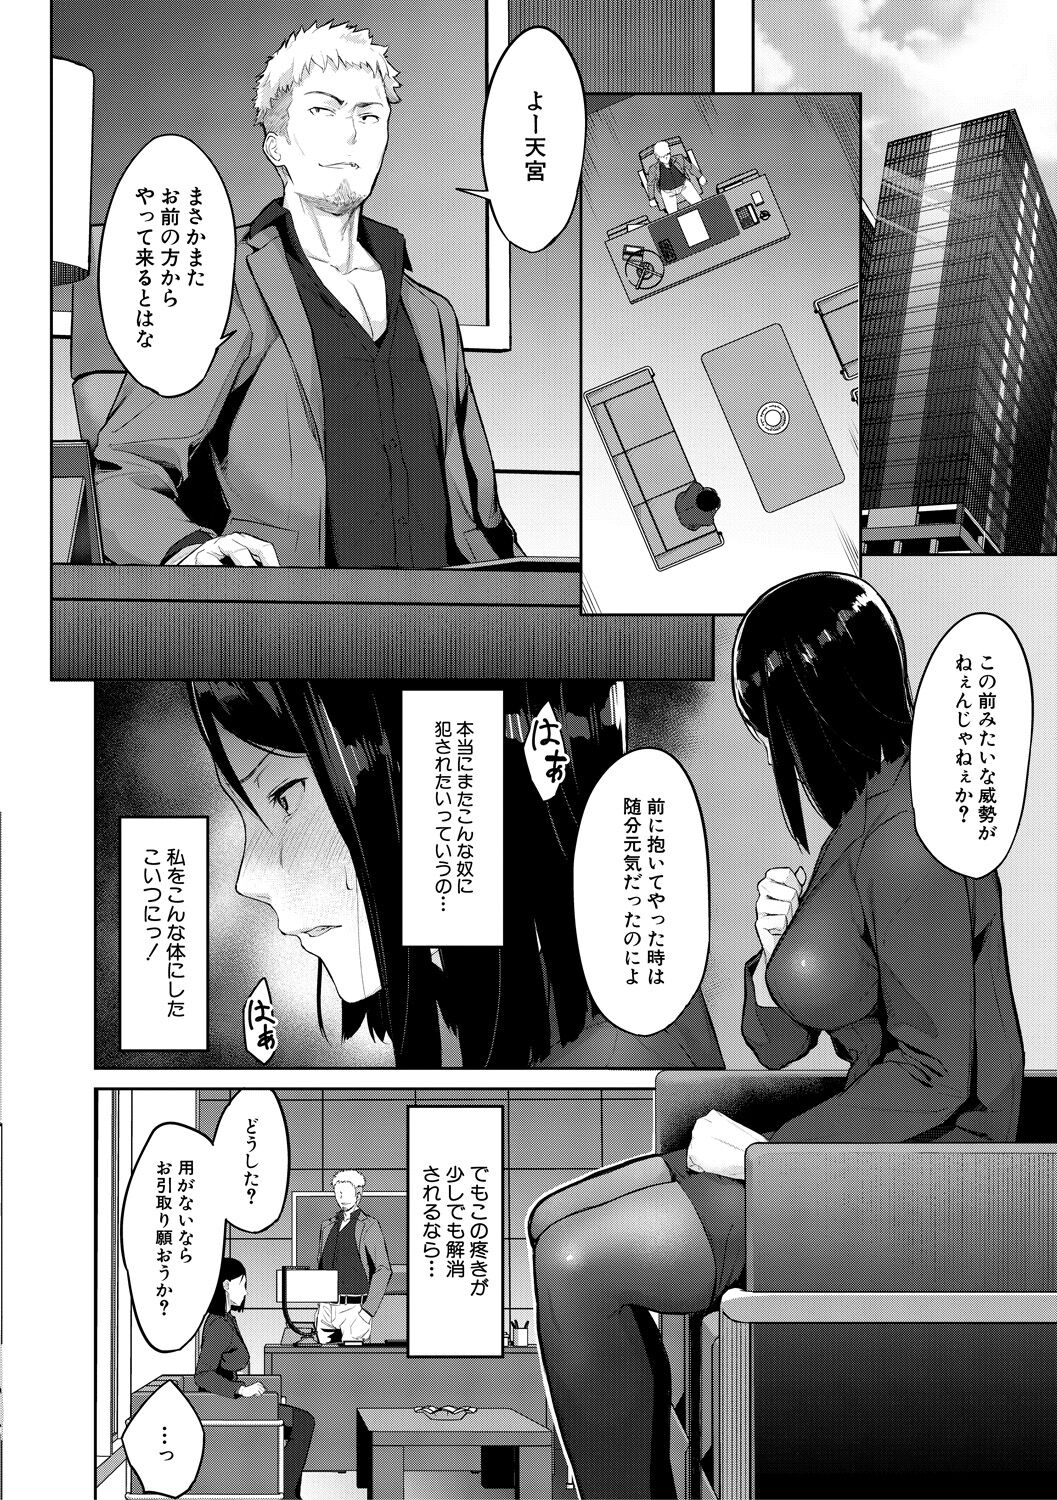 よー天宮
まさかまた
お前の方から
やって来るとはな
この前みたいな威勢が
ねぇんじゃねぇか？
前に抱いてやった時は
随分元気だったのによ
はぁ
本当にまたこんな奴に
犯されたいっていうの…
私をこんな体にした
こいつにっ！
はぁ
でもこの疼きが
少しでも解消
されるなら…
どうした？
用がないなら
お引取り願おうか？
…っ